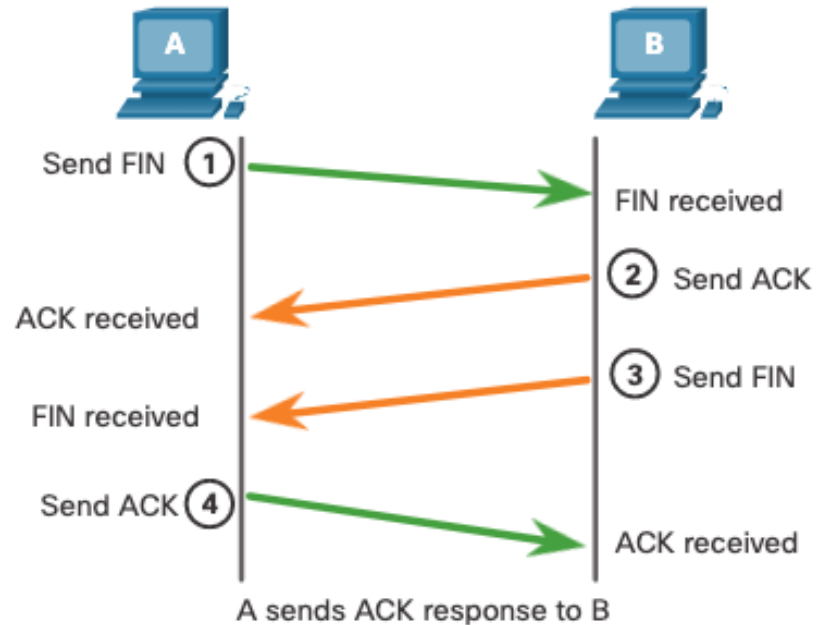 A
B
Send FIN 1
FIN received
2 Send ACK
ACK received
3 Send FIN
FIN received
Send ACK 4
ACK received
A sends ACK response to B